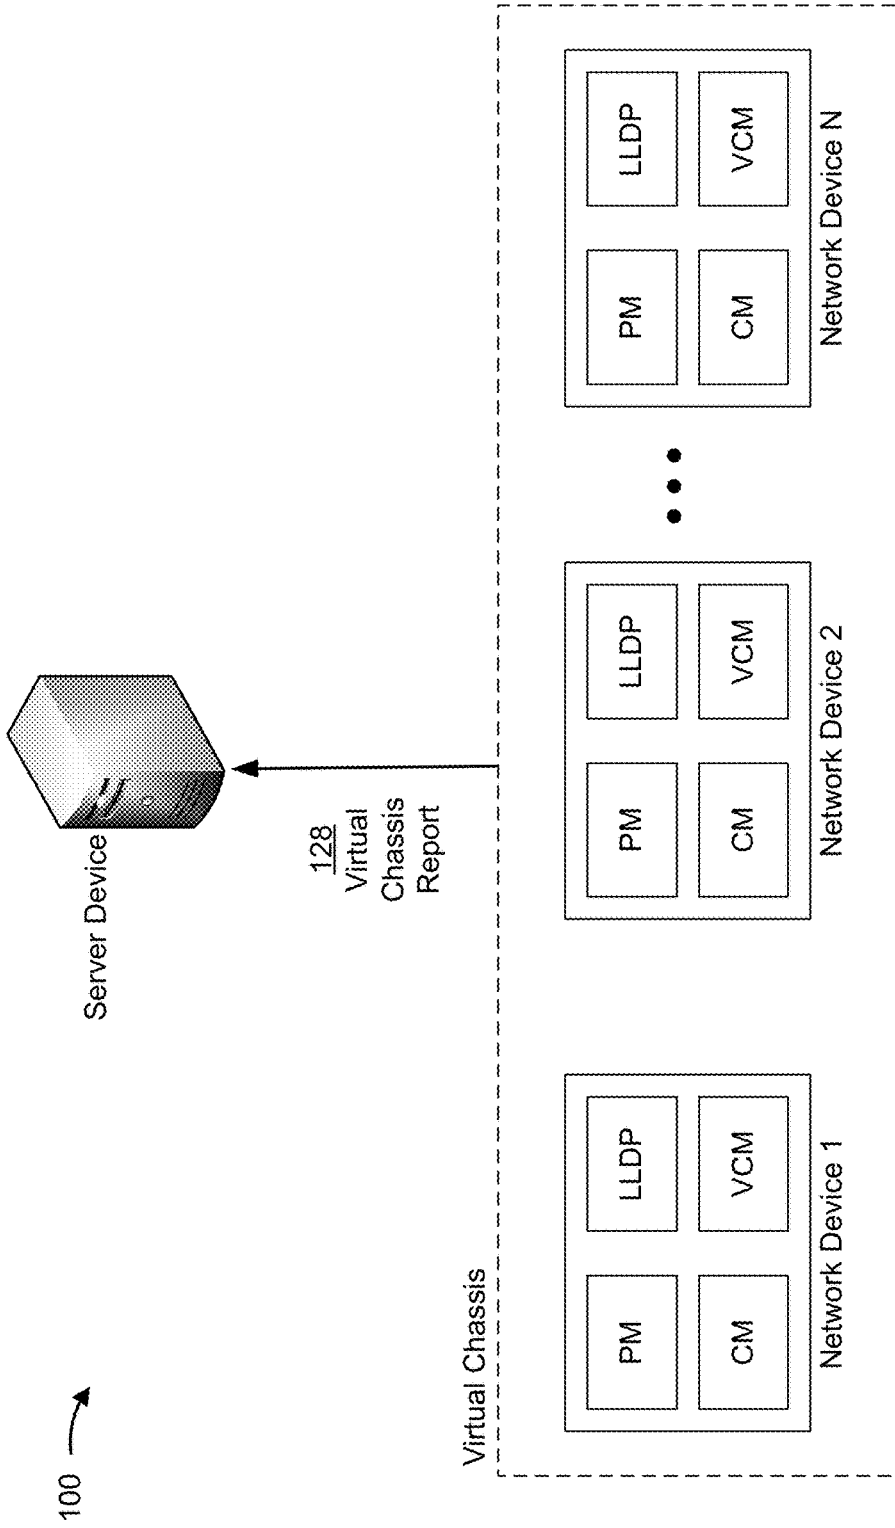 100
Server Device
128
Virtual
Chassis
Report
Virtual Chassis
PM
LLDP
CM
VCM
Network Device 1
PM
LLDP
CM
VCM
Network Device 2
PM
LLDP
CM
VCM
Network Device N